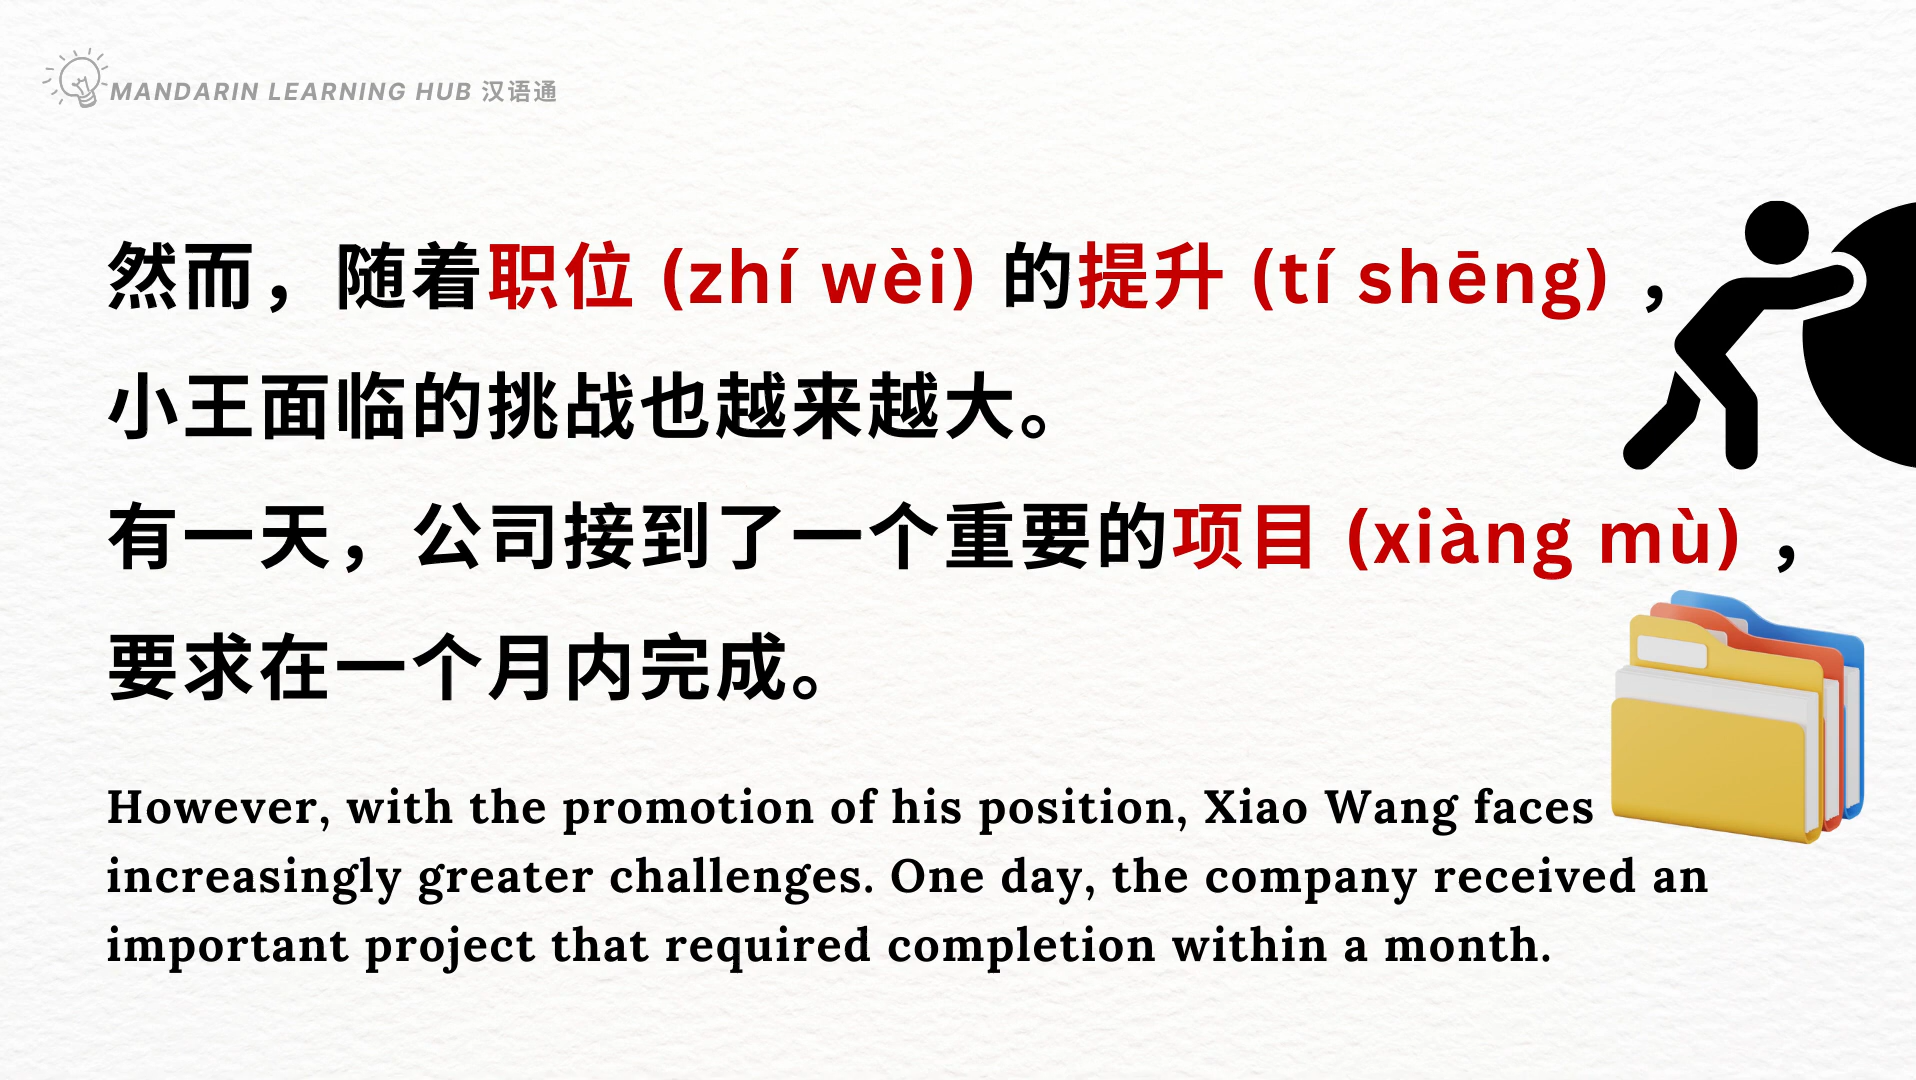 MANDARIN LEARNING HUB 汉语通
然而，随着职位 (zhí wèi) 的提升 (tí shēng) ，
小王面临的挑战也越来越大。
有一天，公司接到了一个重要的项目 (xiàng mù) ，
要求在一个月内完成。
However, with the promotion of his position, Xiao Wang faces
increasingly greater challenges. One day, the company received an
important project that required completion within a month.